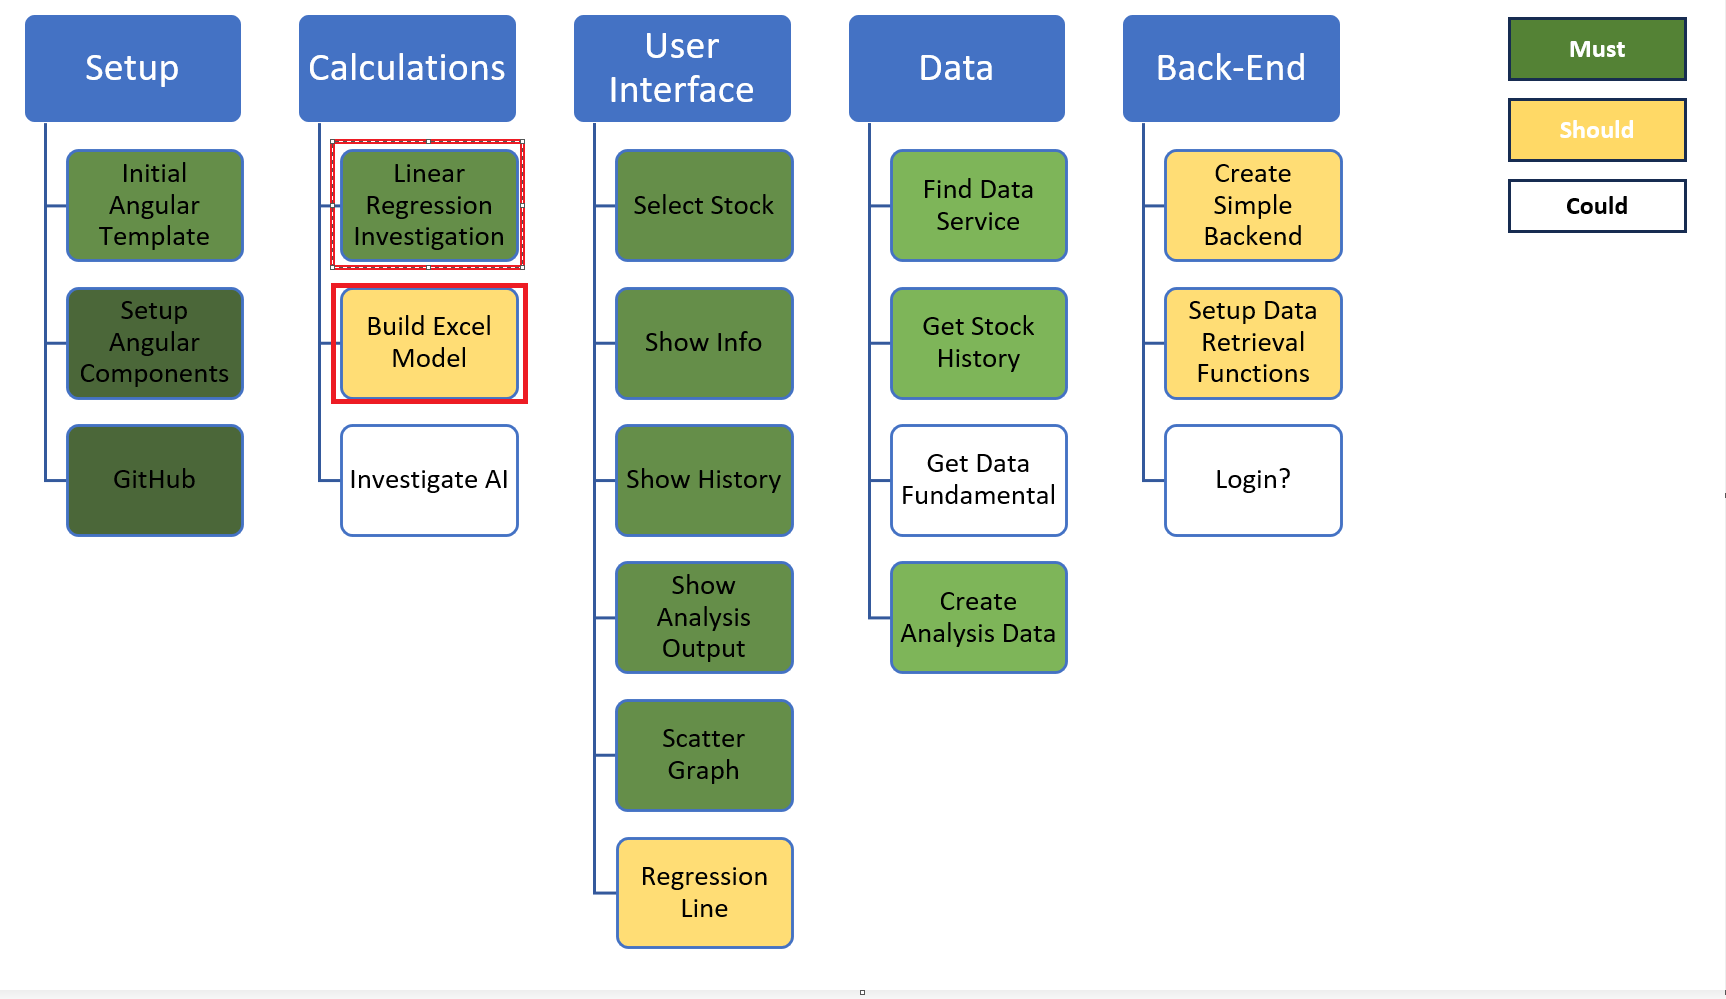 Setup
Initial
Angular
Template
Setup
Angular
Components
GitHub
Calculations
Linear
Regression
Investigation
Build Excel
Model
Investigate AI
User
Interface
Select Stock
Show Info
Show History
Show
Analysis
Output
Scatter
Graph
Regression
Line
Data
Find Data
Service
Get Stock
History
Get Data
Fundamental
Create
Analysis Data
Back-End
Create
Simple
Backend
Setup Data
Retrieval
Functions
Login?
Must
Should
Could